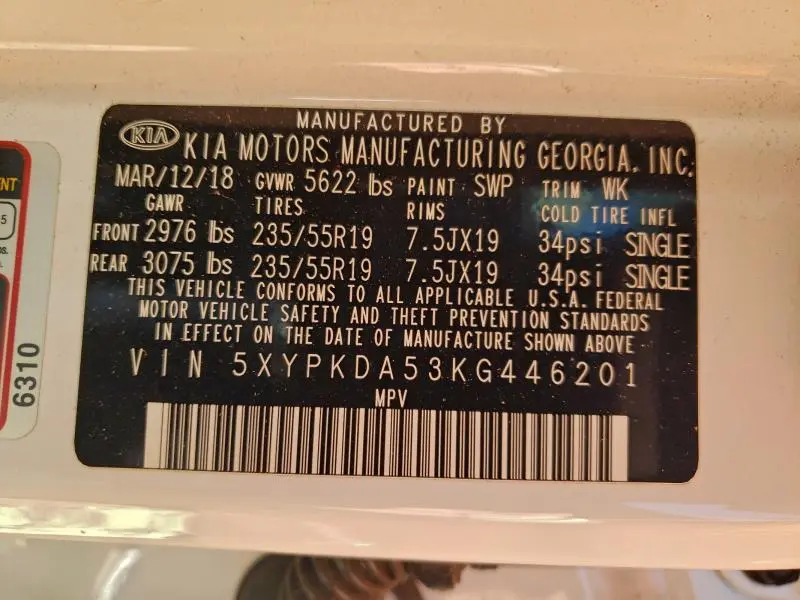 MANUFACTURED BY
KIA KIA MOTORS MANUFACTURING GEORGIA, INC.
MAR/12/18 GVWR 5622 lbs PAINT SWP TRIM WK
GAWR TIRES RIMS COLD TIRE INFL
FRONT 2976 lbs 235/55R19 7.5JX19 34psi SINGLE
REAR 3075 lbs 235/55R19 7.5JX19 34psi SINGLE
THIS VEHICLE CONFORMS TO ALL APPLICABLE U.S.A. FEDERAL
MOTOR VEHICLE SAFETY AND THEFT PREVENTION STANDARDS
IN EFFECT ON THE DATE OF MANUFACTURE SHOWN ABOVE
VIN 5XYPKDA53KG446201
MPV
6310